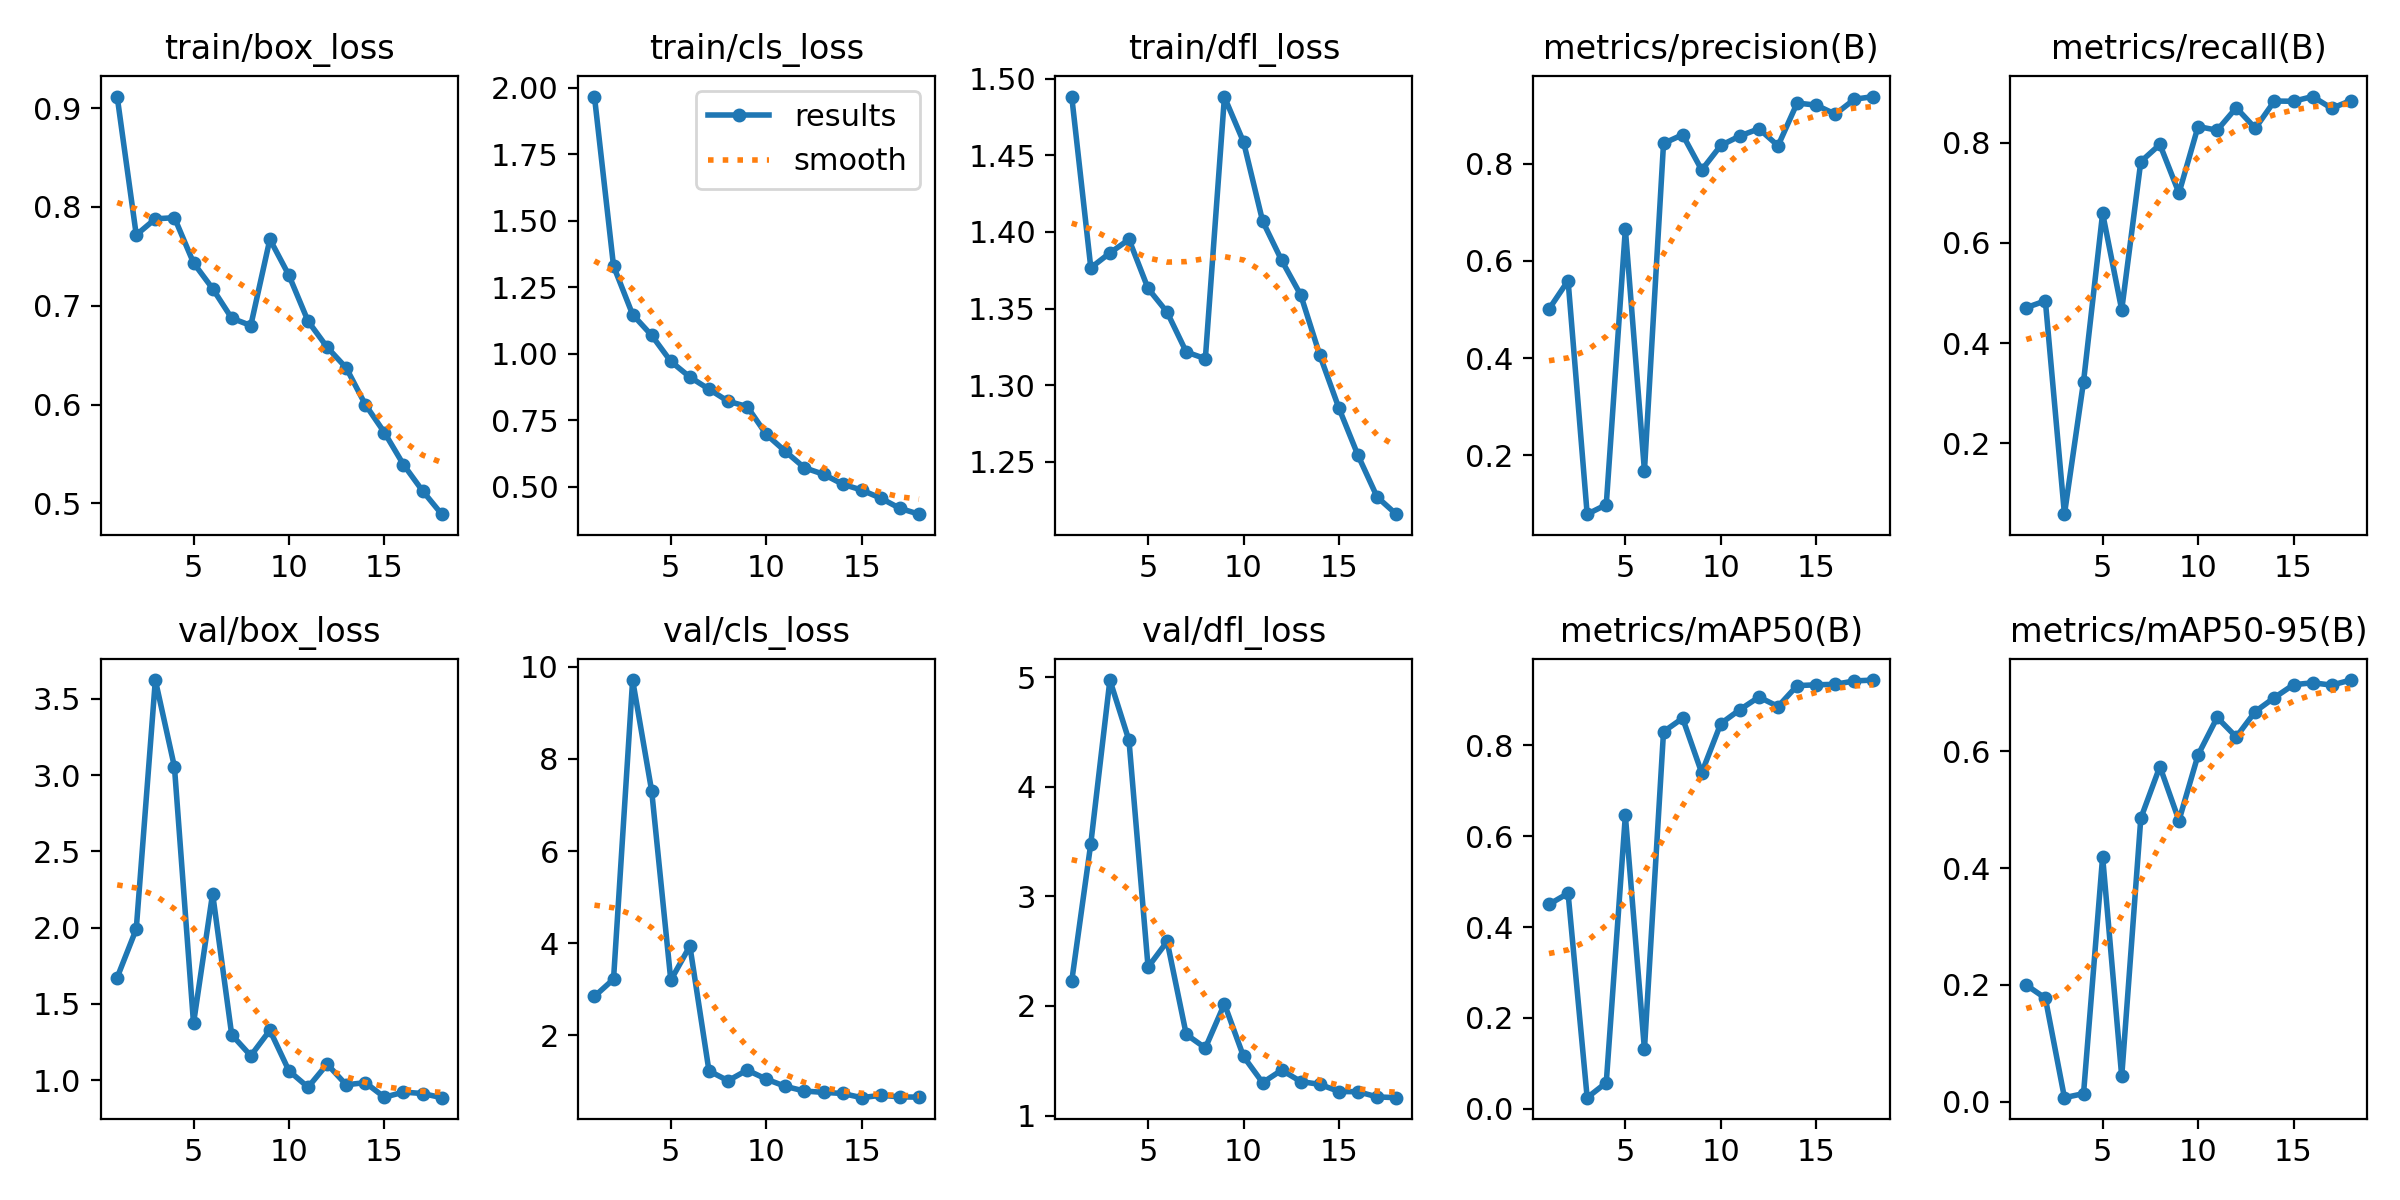 train/box_loss
0.9
0.8
0.7
0.6
0.5
5 10 15
train/cls_loss
2.00
1.75
1.50
1.25
1.00
0.75
0.50
5 10 15
results
smooth
train/dfl_loss
1.50
1.45
1.40
1.35
1.30
1.25
5 10 15
metrics/precision(B)
0.8
0.6
0.4
0.2
5 10 15
metrics/recall(B)
0.8
0.6
0.4
0.2
5 10 15
val/box_loss
3.5
3.0
2.5
2.0
1.5
1.0
5 10 15
val/cls_loss
10
8
6
4
2
5 10 15
val/dfl_loss
5
4
3
2
1
5 10 15
metrics/mAP50(B)
0.8
0.6
0.4
0.2
0.0
5 10 15
metrics/mAP50-95(B)
0.6
0.4
0.2
0.0
5 10 15